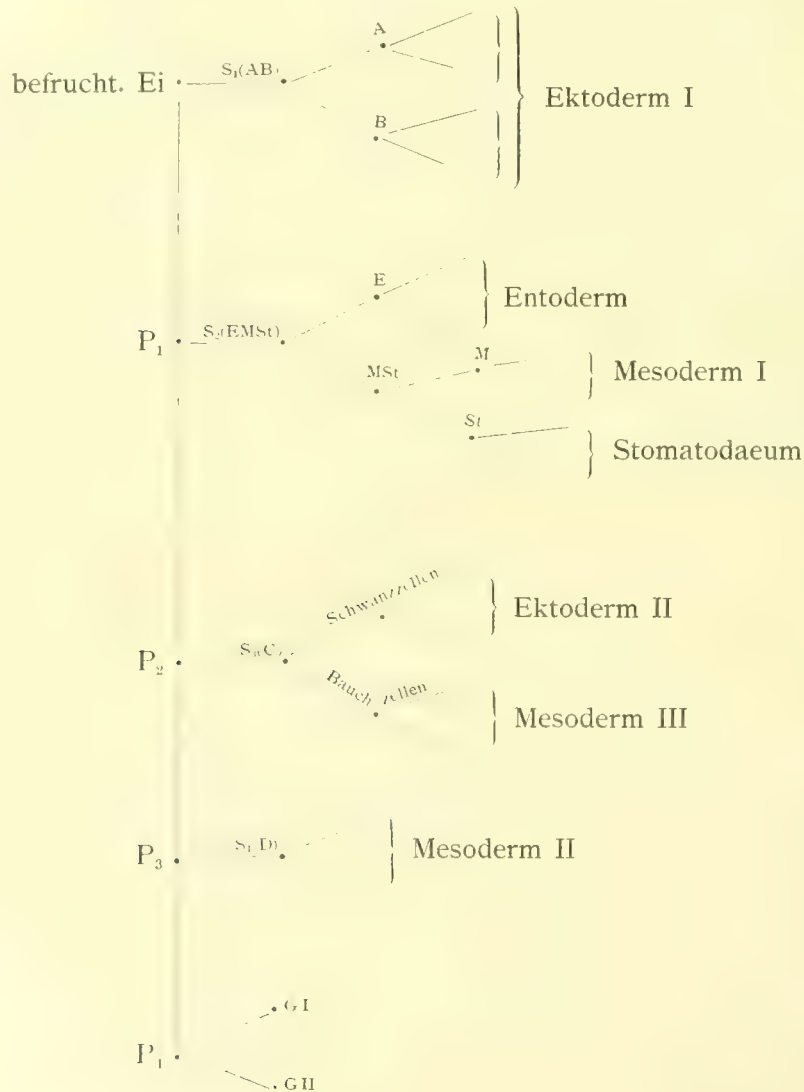 A
befrucht. Ei
S₁(AB)
Ektoderm I
B
E
Entoderm
P₁
S₂(EMSt)
MSt
M
Mesoderm I
St
Stomatodaeum
Schwanzzellen
Ektoderm II
P₂
Bauchzellen
Mesoderm III
P₃
Mesoderm II
G I
G II